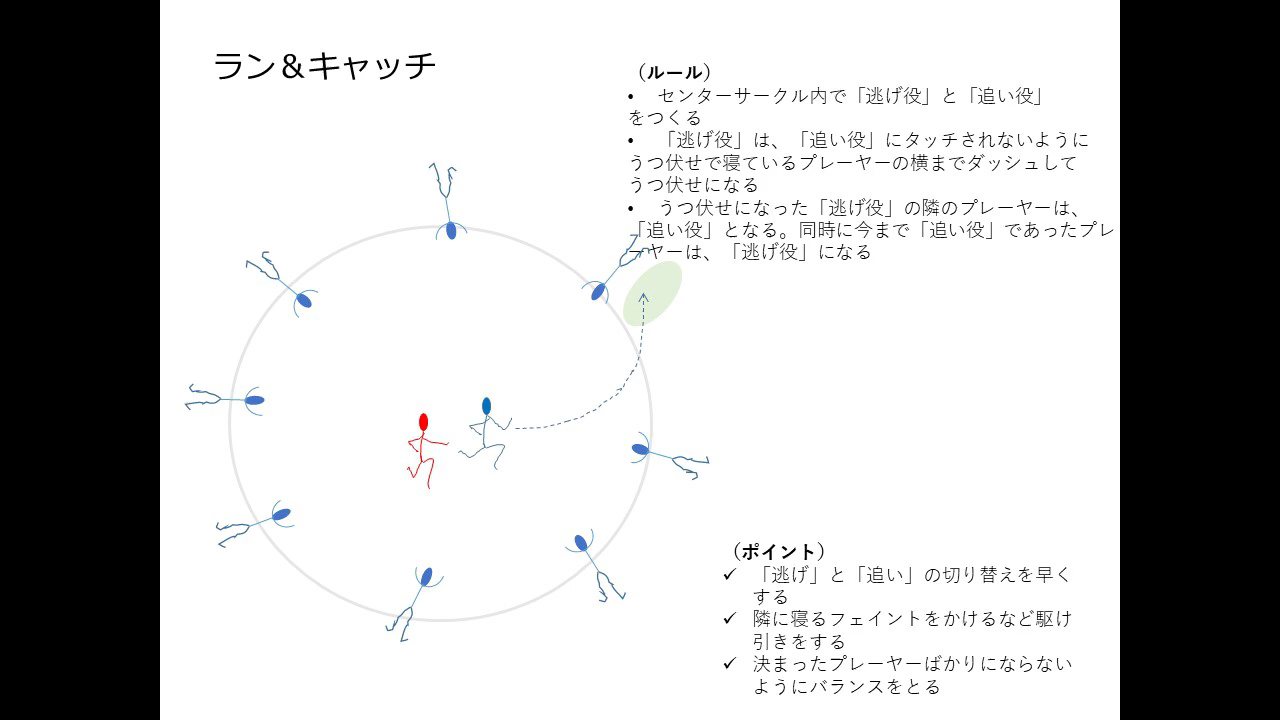 ラン＆キャッチ
（ルール）
• センターサークル内で「逃げ役」と「追い役」
をつくる
• 「逃げ役」は、「追い役」にタッチされないように
うつ伏せで寝ているプレーヤーの横までダッシュして
うつ伏せになる
• うつ伏せになった「逃げ役」の隣のプレーヤーは、
「追い役」となる。同時に今まで「追い役」であったプレ
ーヤーは、「逃げ役」になる
（ポイント）
✓ 「逃げ」と「追い」の切り替えを早く
する
✓ 隣に寝るフェイントをかけるなど駆け
引きをする
✓ 決まったプレーヤーばかりにならない
ようにバランスをとる